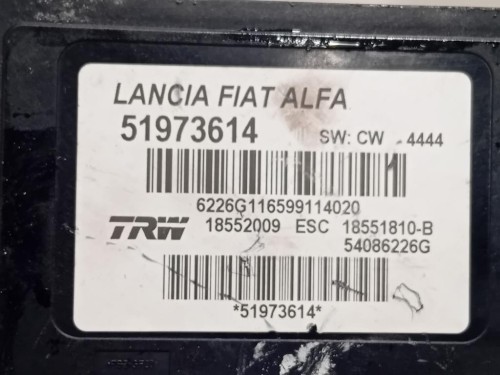 LANCIA FIAT ALFA
51973614 SW: CW - 4444
6226G116599114020
TRW 18552009 ESC 18551810-B
54086226G
*51973614*